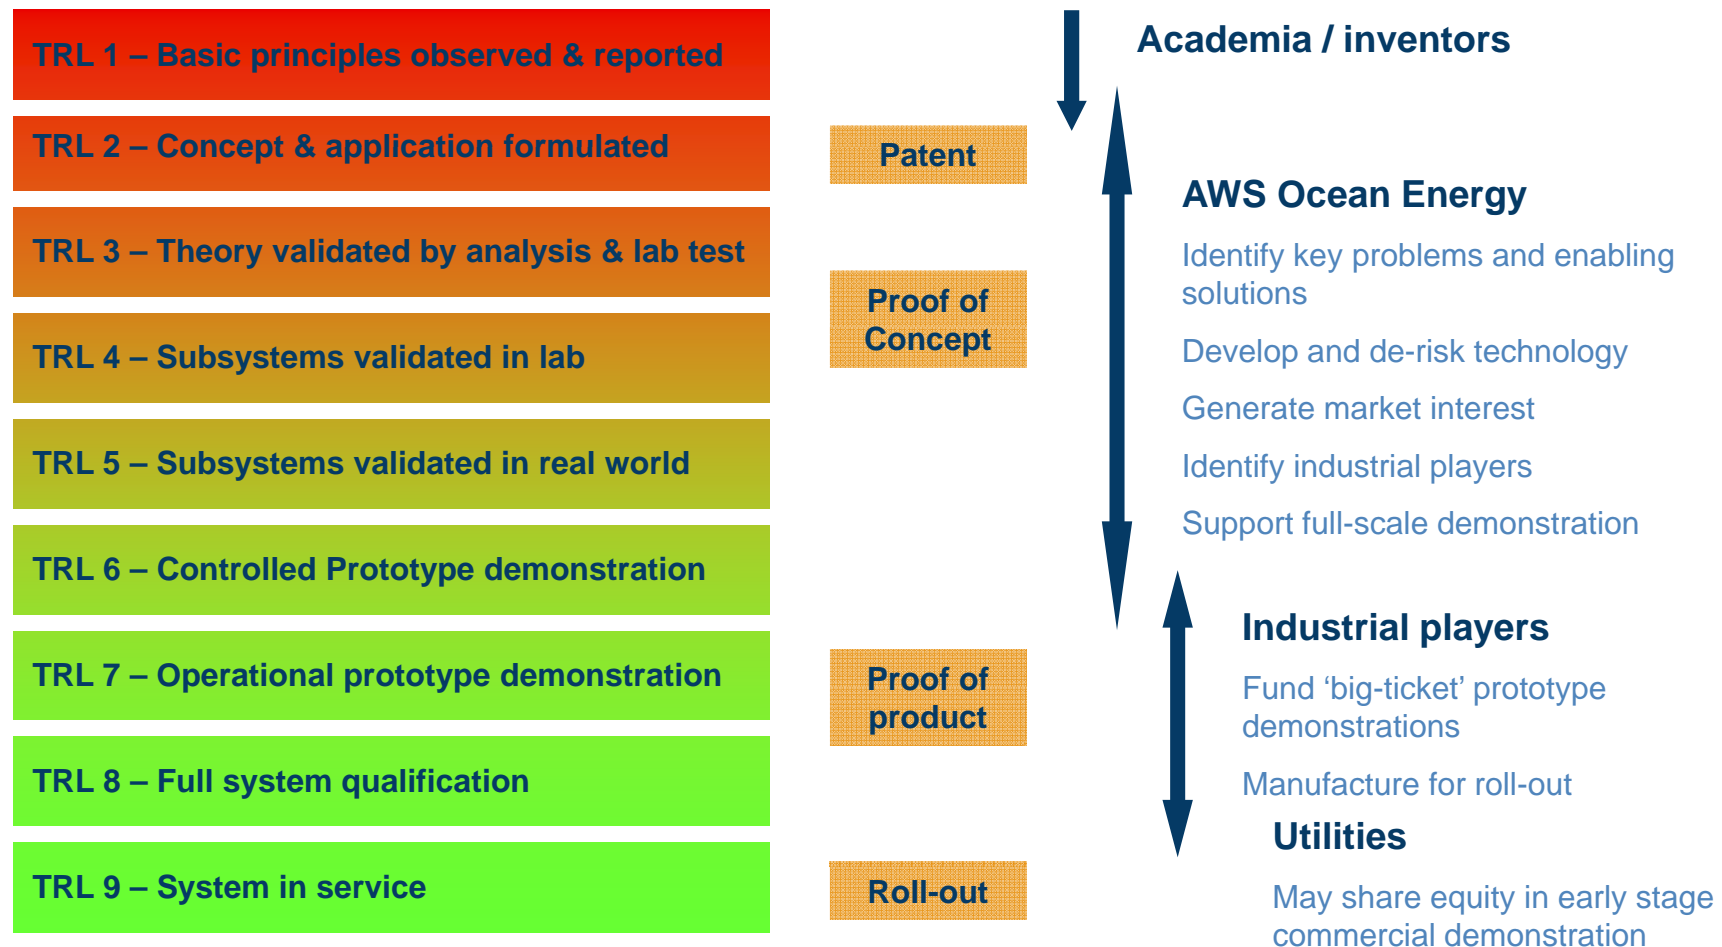 TRL 1 – Basic principles observed & reported
TRL 2 – Concept & application formulated
TRL 3 – Theory validated by analysis & lab test
TRL 4 – Subsystems validated in lab
TRL 5 – Subsystems validated in real world
TRL 6 – Controlled Prototype demonstration
TRL 7 – Operational prototype demonstration
TRL 8 – Full system qualification
TRL 9 – System in service
Patent
Proof of
Concept
Proof of
product
Roll-out
Academia / inventors
AWS Ocean Energy
Identify key problems and enabling
solutions
Develop and de-risk technology
Generate market interest
Identify industrial players
Support full-scale demonstration
Industrial players
Fund ‘big-ticket’ prototype
demonstrations
Manufacture for roll-out
Utilities
May share equity in early stage
commercial demonstration